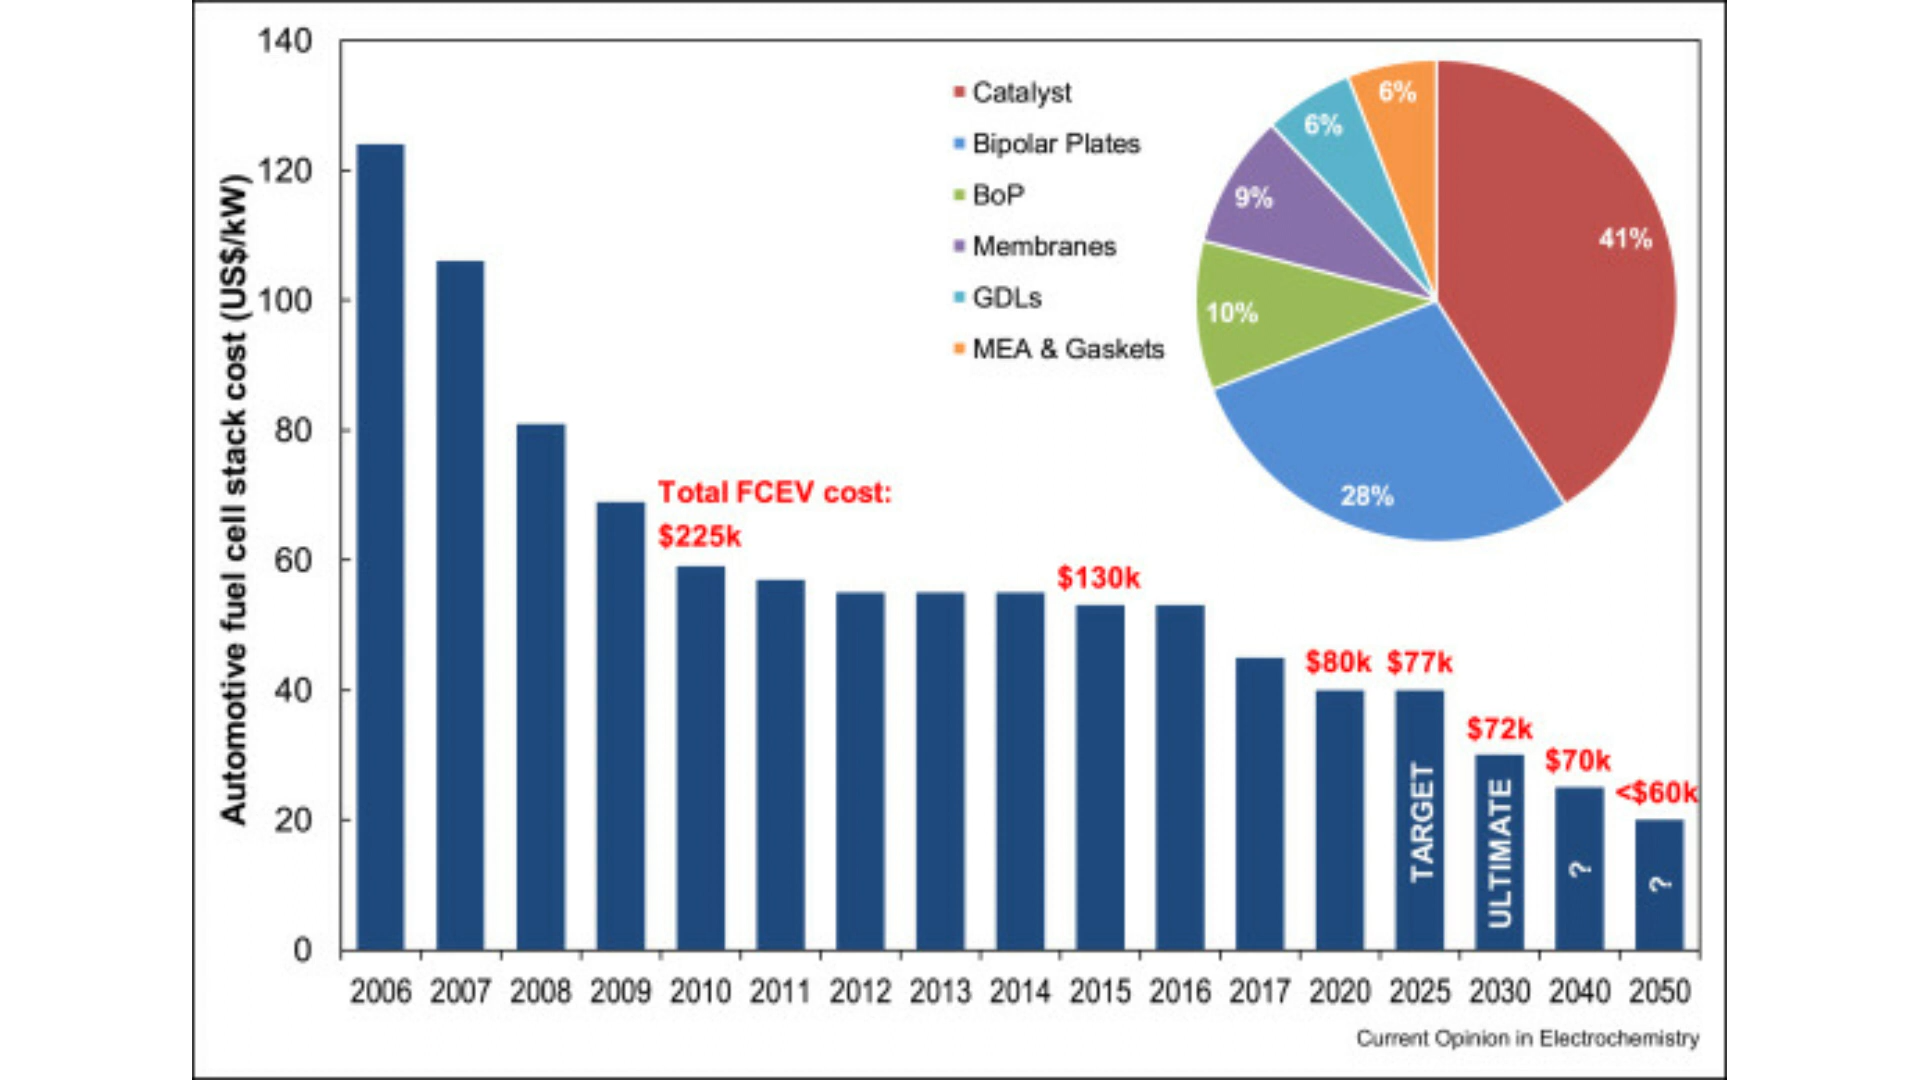 140
120
100
80
60
40
20
0
Automotive fuel cell stack cost (US$/kW)
Catalyst
Bipolar Plates
BoP
Membranes
GDLs
MEA & Gaskets
6%
6%
9%
10%
28%
41%
Total FCEV cost:
$225k
$130k
$80k
$77k
$72k
$70k
<$60k
TARGET
ULTIMATE
?
?
2006 2007 2008 2009 2010 2011 2012 2013 2014 2015 2016 2017 2020 2025 2030 2040 2050
Current Opinion in Electrochemistry